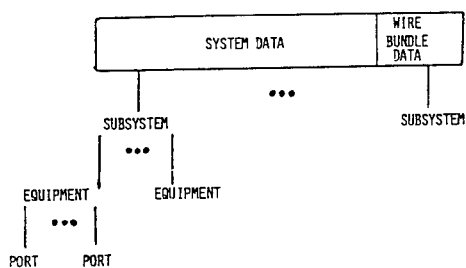 SYSTEM DATA
WIRE
BUNDLE
DATA
SUBSYSTEM
SUBSYSTEM
EQUIPMENT
EQUIPMENT
PORT
PORT